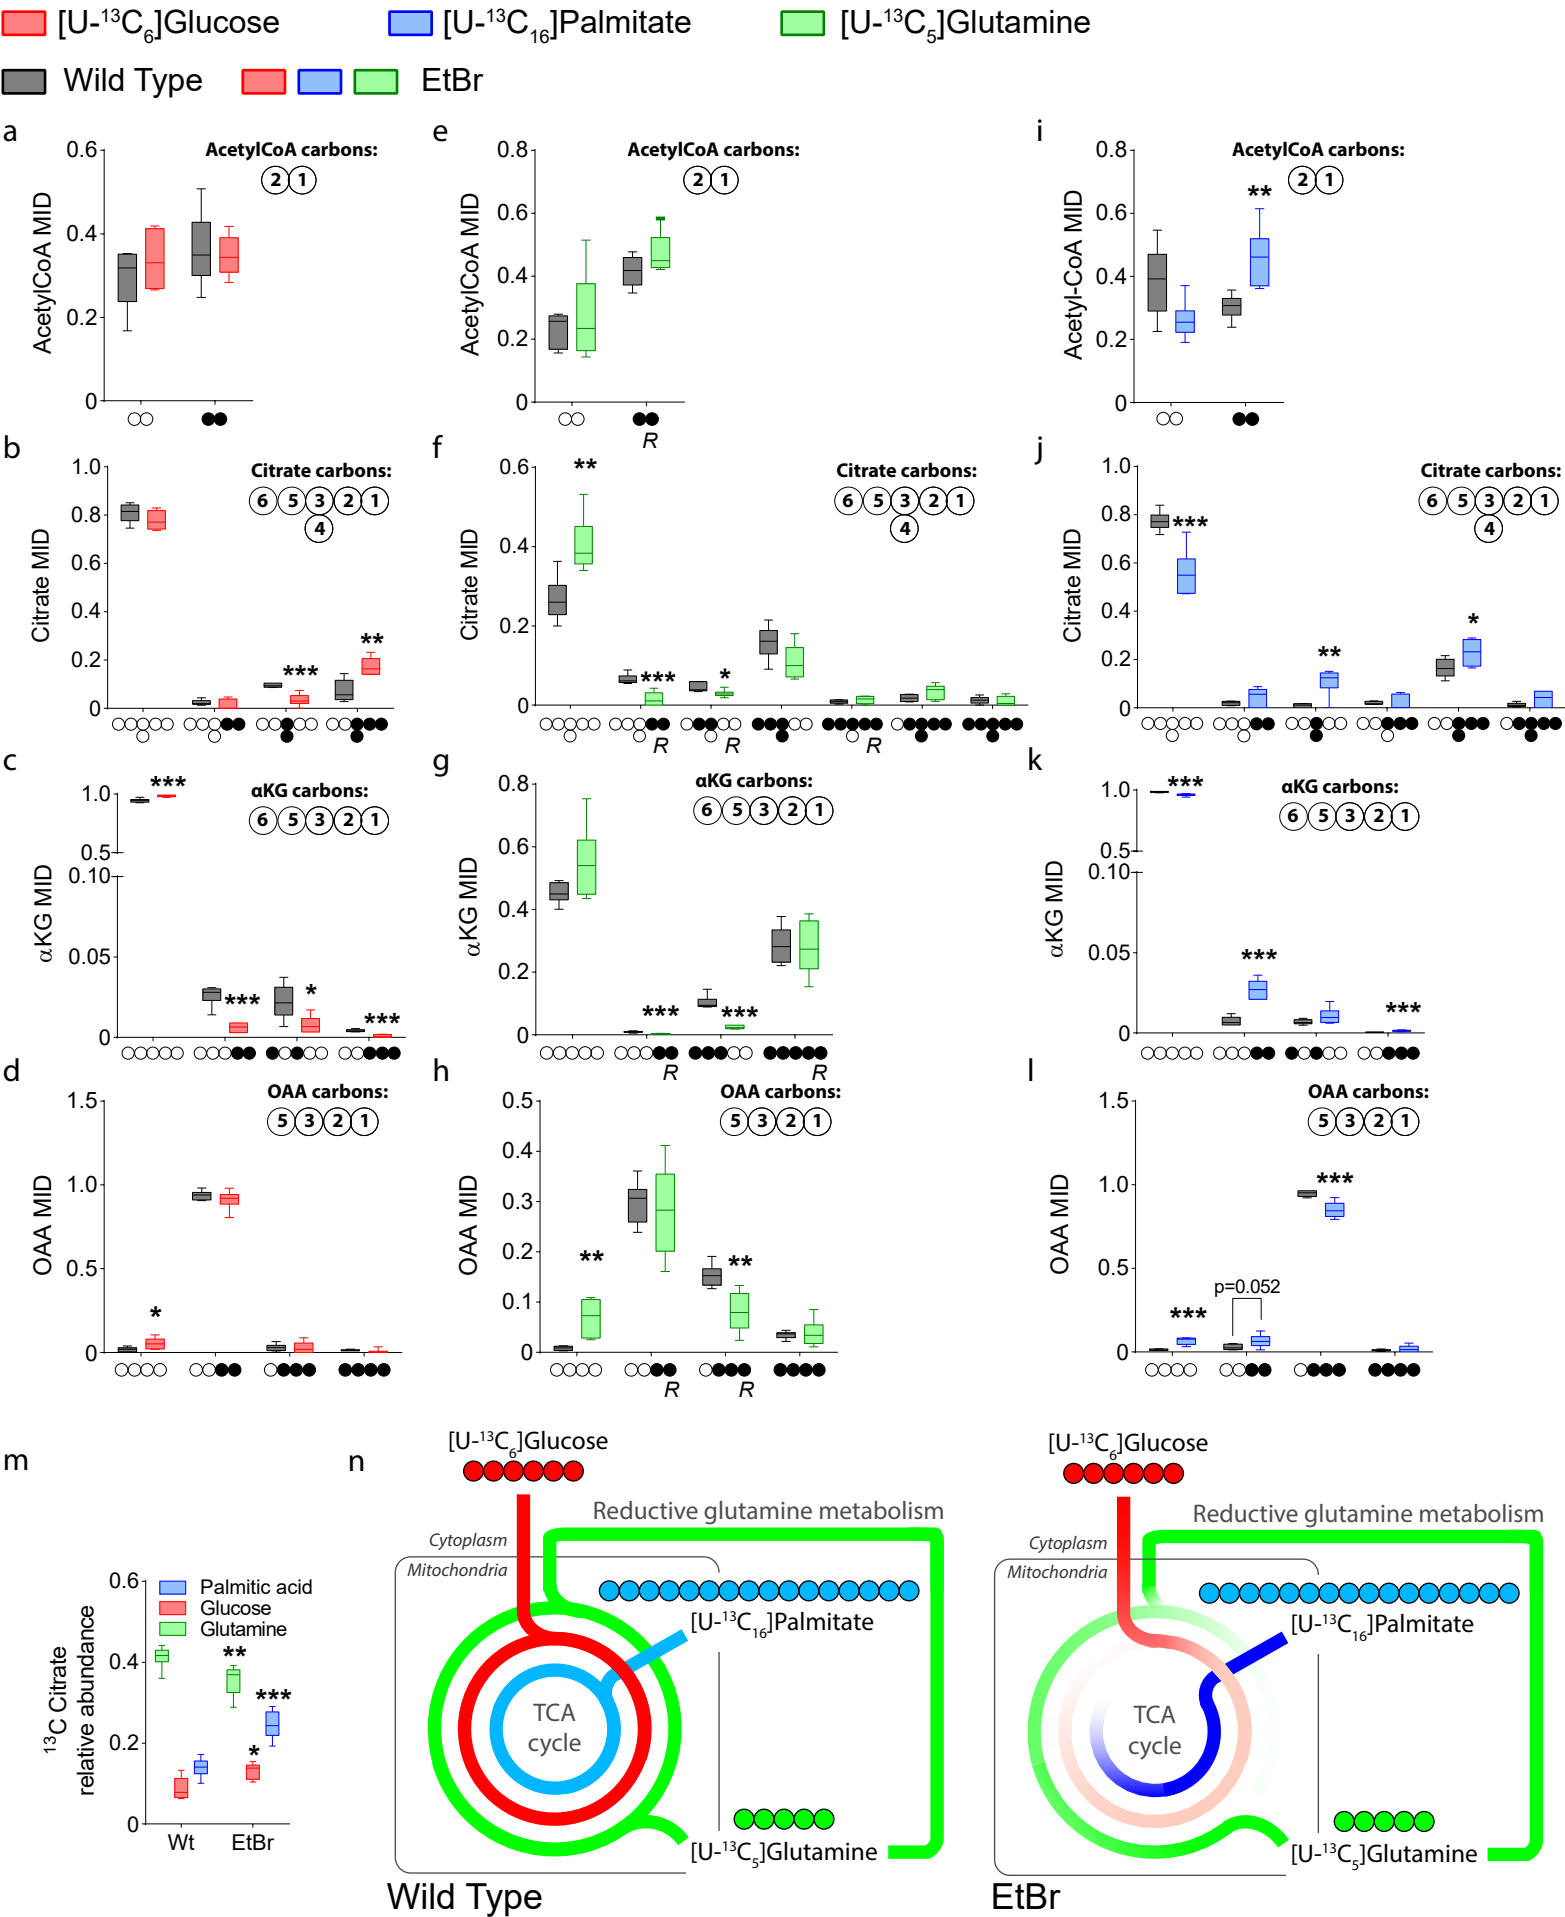 [U-¹³C₆]Glucose [U-¹³C₁₆]Palmitate [U-¹³C₅]Glutamine
Wild Type EtBr
a
AcetylCoA carbons:
2 1
AcetylCoA MID
0.6
0.4
0.2
0
e
AcetylCoA carbons:
2 1
AcetylCoA MID
0.8
0.6
0.4
0.2
0
R
i
AcetylCoA carbons:
2 1
Acetyl-CoA MID
0.8
0.6
0.4
0.2
0
**
b
Citrate carbons:
6 5 3 2 1
4
Citrate MID
1.0
0.8
0.6
0.4
0.2
0
*** **
f
Citrate carbons:
6 5 3 2 1
4
Citrate MID
0.6
0.4
0.2
0
** *** *
R R R
j
Citrate carbons:
6 5 3 2 1
4
Citrate MID
1.0
0.8
0.6
0.4
0.2
0
*** ** *
c
αKG carbons:
6 5 3 2 1
αKG MID
1.0
0.5
0.10
0.05
0
*** *** * ***
g
αKG carbons:
6 5 3 2 1
αKG MID
0.8
0.6
0.4
0.2
0
*** ***
R R
k
αKG carbons:
6 5 3 2 1
αKG MID
1.0
0.5
0.10
0.05
0
*** *** ***
d
OAA carbons:
5 3 2 1
OAA MID
1.5
1.0
0.5
0
*
h
OAA carbons:
5 3 2 1
OAA MID
0.5
0.4
0.3
0.2
0.1
0
** **
R R
l
OAA carbons:
5 3 2 1
OAA MID
1.5
1.0
0.5
0
*** p=0.052 ***
m
¹³C Citrate
relative abundance
0.6
0.4
0.2
0
Palmitic acid
Glucose
Glutamine
** * ***
Wt EtBr
n
[U-¹³C₆]Glucose
Reductive glutamine metabolism
Cytoplasm
Mitochondria
[U-¹³C₁₆]Palmitate
TCA
cycle
[U-¹³C₅]Glutamine
Wild Type
[U-¹³C₆]Glucose
Reductive glutamine metabolism
Cytoplasm
Mitochondria
[U-¹³C₁₆]Palmitate
TCA
cycle
[U-¹³C₅]Glutamine
EtBr